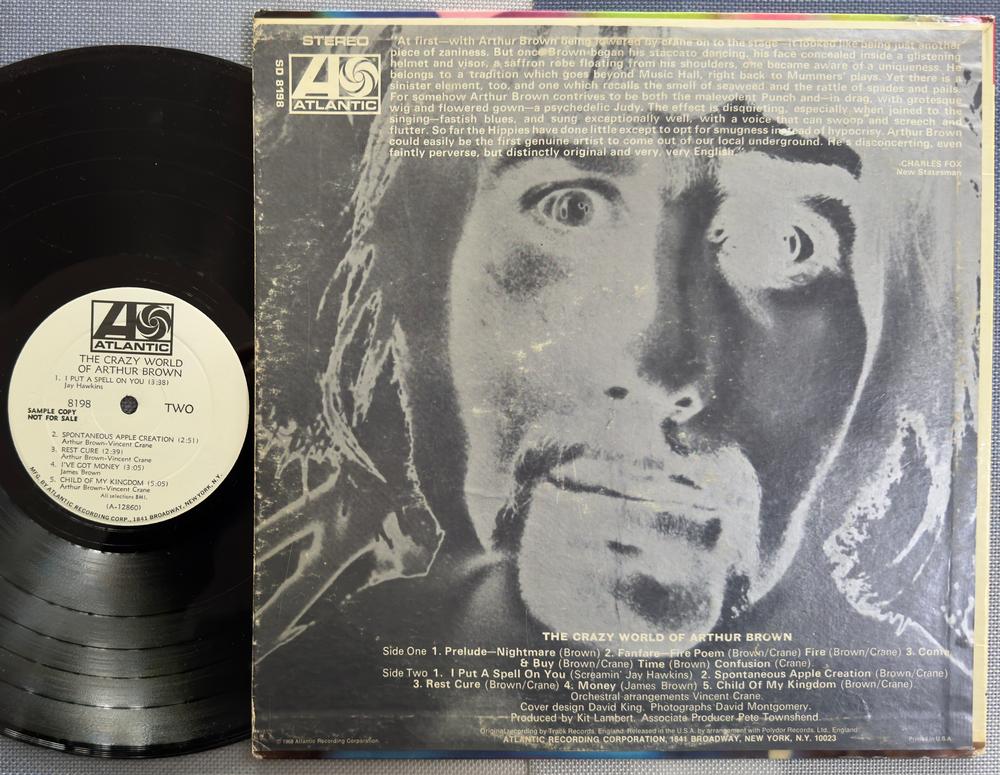 ATLANTIC
THE CRAZY WORLD
OF ARTHUR BROWN
1. I PUT A SPELL ON YOU (3:38)
Jay Hawkins
8198
TWO
SAMPLE COPY
NOT FOR SALE
2. SPONTANEOUS APPLE CREATION (2:51)
Arthur Brown-Vincent Crane
3. REST CURE (2:39)
Arthur Brown-Vincent Crane
4. I'VE GOT MONEY (3:05)
James Brown
5. CHILD OF MY KINGDOM (5:05)
Arthur Brown-Vincent Crane
All selections BMI.
(A-12860)
MFG. BY ATLANTIC RECORDING CORP., 1841 BROADWAY, NEW YORK, N.Y.
STEREO
SD 8198
ATLANTIC
"At first—with Arthur Brown being lowered by crane on to the stage—it looked like being just another
piece of zaniness. But once Brown began his staccato dancing, his face concealed inside a glistening
helmet and visor, a saffron robe floating from his shoulders, one became aware of a uniqueness. He
belongs to a tradition which goes beyond Music Hall, right back to Mummers' plays. Yet there is a
sinister element, too, and one which recalls the smell of seaweed and the rattle of spades and pails.
For somehow Arthur Brown contrives to be both the malevolent Punch and—in drag, with grotesque
wig and flowered gown—a psychedelic Judy. The effect is disquieting, especially when joined to the
singing—fastish blues, and sung exceptionally well, with a voice that can swoop and screech and
flutter. So far the Hippies have done little except to opt for smugness instead of hypocrisy. Arthur Brown
could easily be the first genuine artist to come out of our local underground. He's disconcerting, even
faintly perverse, but distinctly original and very, very English."
-CHARLES FOX
New Statesman
THE CRAZY WORLD OF ARTHUR BROWN
Side One 1. Prelude—Nightmare (Brown) 2. Fanfare—Fire Poem (Brown/Crane) Fire (Brown/Crane) 3. Come
& Buy (Brown/Crane) Time (Brown) Confusion (Crane)
Side Two 1. I Put A Spell On You (Screamin' Jay Hawkins) 2. Spontaneous Apple Creation (Brown/Crane)
3. Rest Cure (Brown/Crane) 4. Money (James Brown) 5. Child Of My Kingdom (Brown/Crane)
Orchestral arrangements Vincent Crane.
Cover design David King. Photographs David Montgomery.
Produced by Kit Lambert. Associate Producer Pete Townshend.
Original recording by Track Records, England. Released in the U.S.A. by arrangement with Polydor Records, Ltd., England.
ATLANTIC RECORDING CORPORATION, 1841 BROADWAY, NEW YORK, N.Y. 10023
© 1968 Atlantic Recording Corporation
Printed in U.S.A.